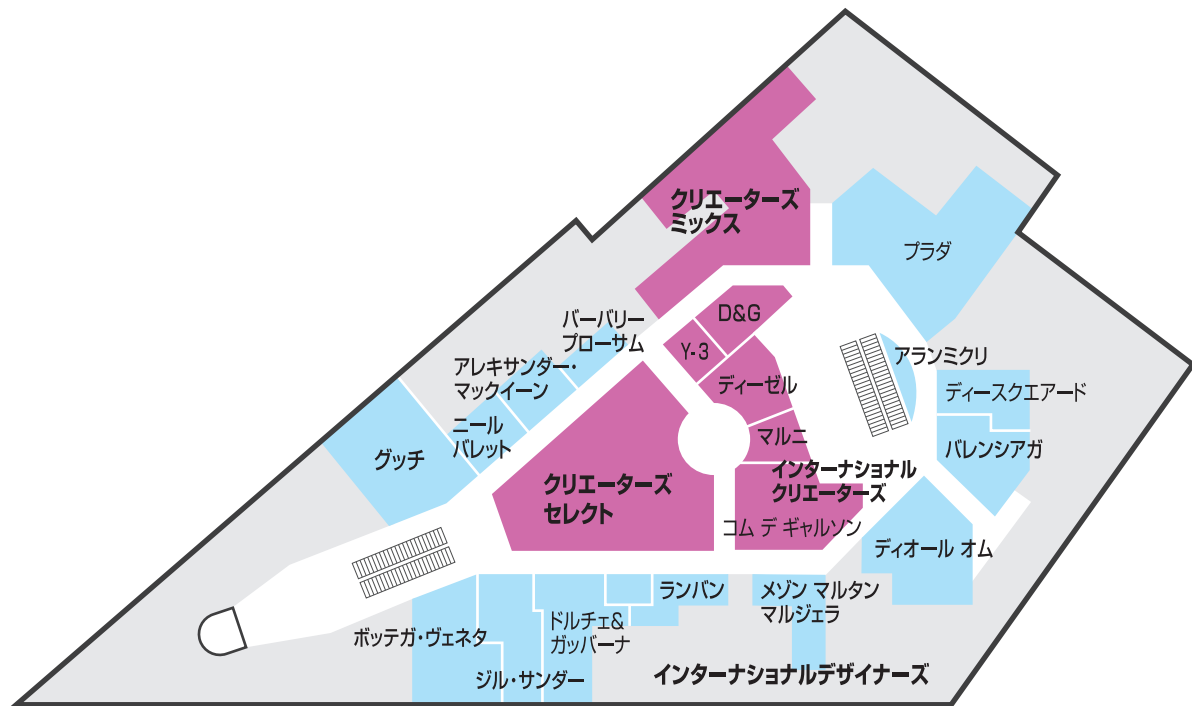 クリエーターズ
ミックス
プラダ
D&G
Y-3
バーバリー
プローサム
アランミクリ
アレキサンダー・
マックイーン
ディーゼル
ディースクエアード
ニール
バレット
マルニ
バレンシアガ
グッチ
インターナショナル
クリエーターズ
クリエーターズ
セレクト
コム デ ギャルソン
ディオール オム
ランバン
メゾン マルタン
マルジェラ
ボッテガ・ヴェネタ
ドルチェ&
ガッバーナ
ジル・サンダー
インターナショナルデザイナーズ